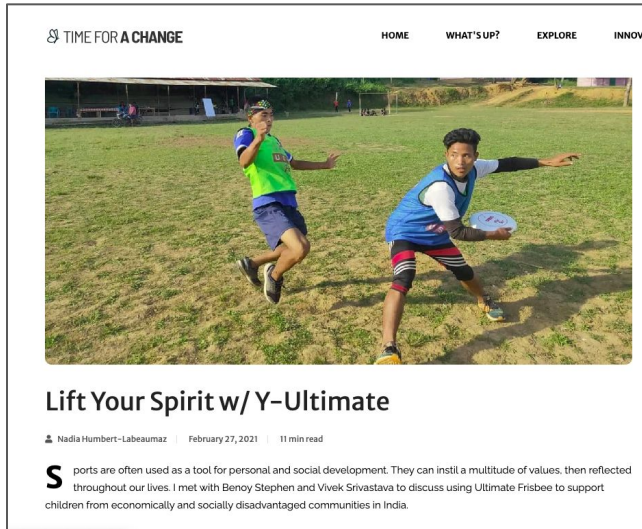 TIME FOR A CHANGE
HOME WHAT'S UP? EXPLORE INNOV
Lift Your Spirit w/ Y-Ultimate
Nadia Humbert-Labeaumaz February 27, 2021 11 min read
Sports are often used as a tool for personal and social development. They can instil a multitude of values, then reflected
throughout our lives. I met with Benoy Stephen and Vivek Srivastava to discuss using Ultimate Frisbee to support
children from economically and socially disadvantaged communities in India.